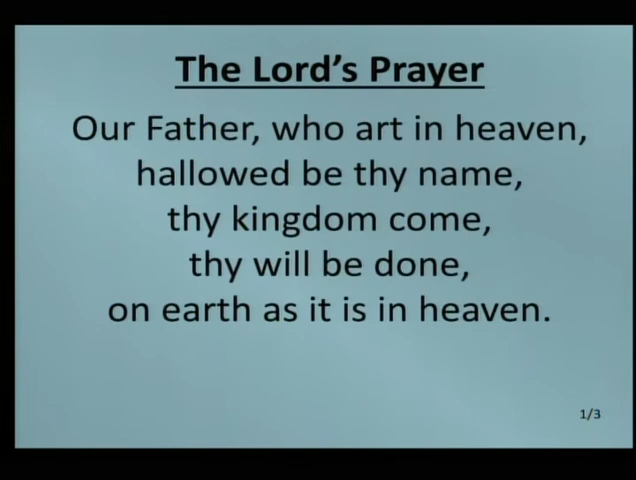 The Lord's Prayer
Our Father, who art in heaven,
hallowed be thy name,
thy kingdom come,
thy will be done,
on earth as it is in heaven.
1/3